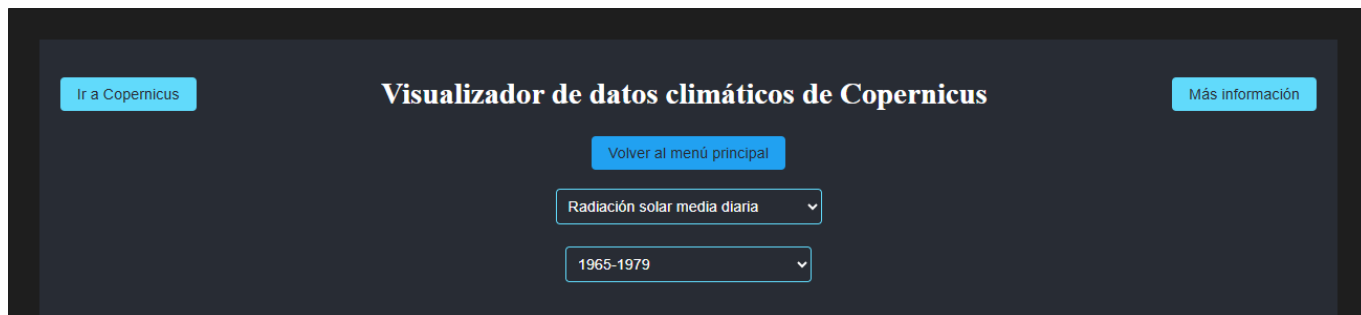 Ir a Copernicus
Visualizador de datos climáticos de Copernicus
Más información
Volver al menú principal
Radiación solar media diaria
1965-1979